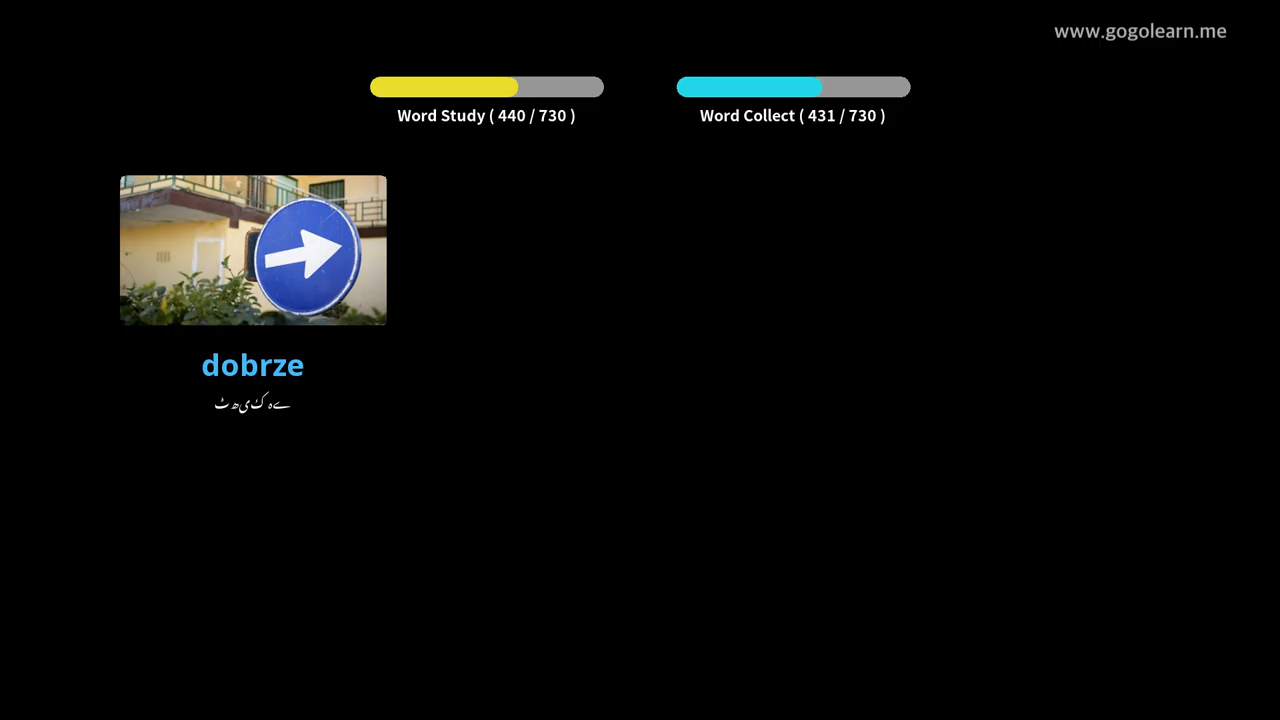 www.gogolearn.me
Word Study ( 440 / 730 )
Word Collect ( 431 / 730 )
dobrze
ٹھیک ہے